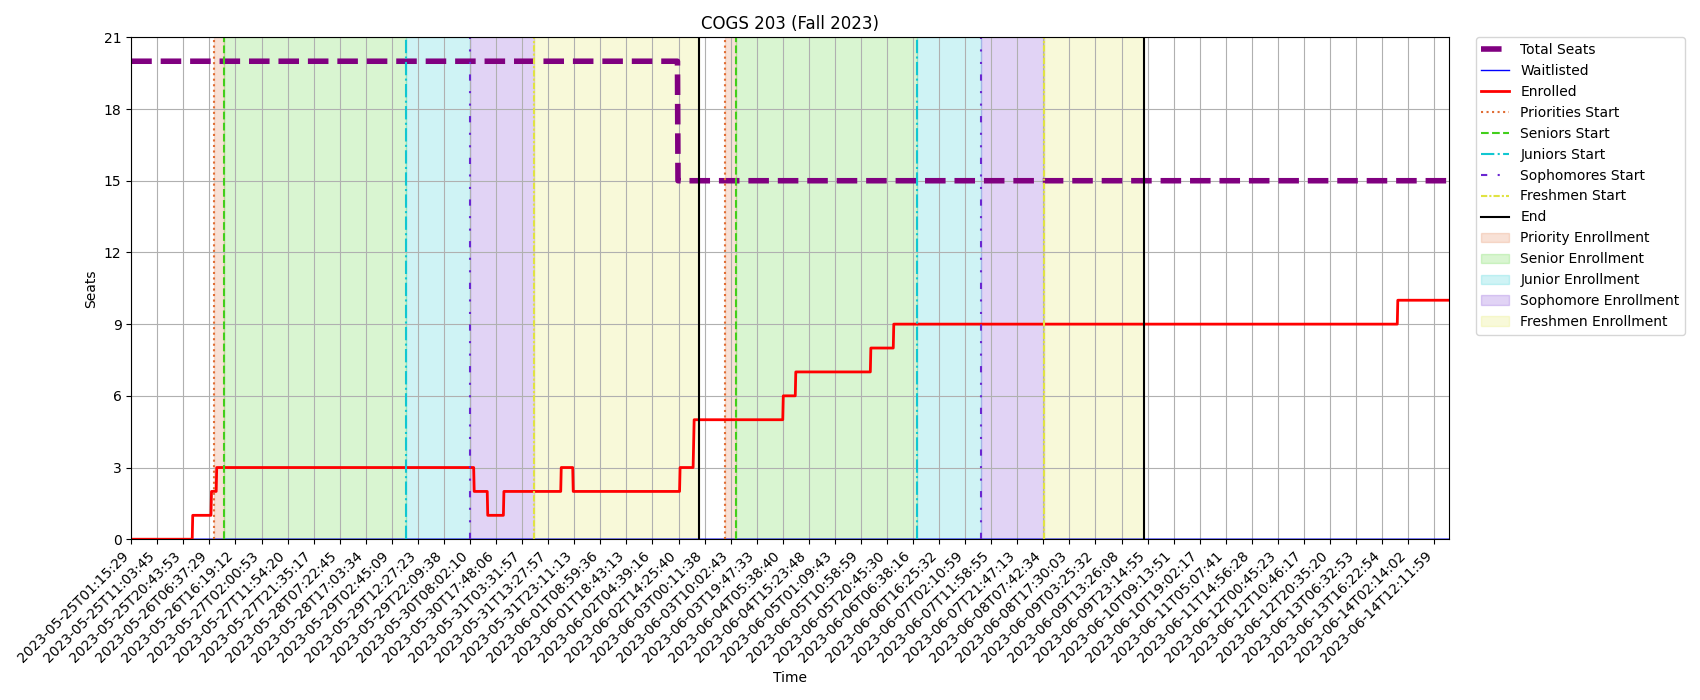 COGS 203 (Fall 2023)
21
18
15
12
9
6
3
0
Seats
2023-05-25T01:15:29
2023-05-25T11:03:45
2023-05-25T20:43:53
2023-05-26T06:37:29
2023-05-26T16:19:12
2023-05-27T02:00:53
2023-05-27T11:54:20
2023-05-27T21:35:17
2023-05-28T07:22:45
2023-05-28T17:03:34
2023-05-29T02:45:09
2023-05-29T12:27:23
2023-05-29T22:09:38
2023-05-30T08:02:10
2023-05-30T17:48:06
2023-05-31T03:31:57
2023-05-31T13:27:57
2023-05-31T23:11:13
2023-06-01T08:59:36
2023-06-01T18:43:13
2023-06-02T04:39:16
2023-06-02T14:25:40
2023-06-03T00:11:38
2023-06-03T10:02:43
2023-06-03T19:47:33
2023-06-04T05:38:40
2023-06-04T15:23:48
2023-06-05T01:09:43
2023-06-05T10:58:59
2023-06-05T20:45:30
2023-06-06T06:38:16
2023-06-06T16:25:32
2023-06-07T02:10:59
2023-06-07T11:58:55
2023-06-07T21:47:13
2023-06-08T07:42:34
2023-06-08T17:30:03
2023-06-09T03:25:32
2023-06-09T13:26:08
2023-06-09T23:14:55
2023-06-10T09:13:51
2023-06-10T19:02:17
2023-06-11T05:07:41
2023-06-11T14:56:28
2023-06-12T00:45:23
2023-06-12T10:46:17
2023-06-12T20:35:20
2023-06-13T06:32:53
2023-06-13T16:22:54
2023-06-14T02:14:02
2023-06-14T12:11:59
Time
Total Seats
Waitlisted
Enrolled
Priorities Start
Seniors Start
Juniors Start
Sophomores Start
Freshmen Start
End
Priority Enrollment
Senior Enrollment
Junior Enrollment
Sophomore Enrollment
Freshmen Enrollment